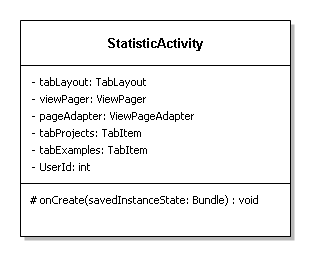 StatisticActivity
- tabLayout: TabLayout
- viewPager: ViewPager
- pageAdapter: ViewPageAdapter
- tabProjects: TabItem
- tabExamples: TabItem
- UserId: int
# onCreate(savedInstanceState: Bundle) : void